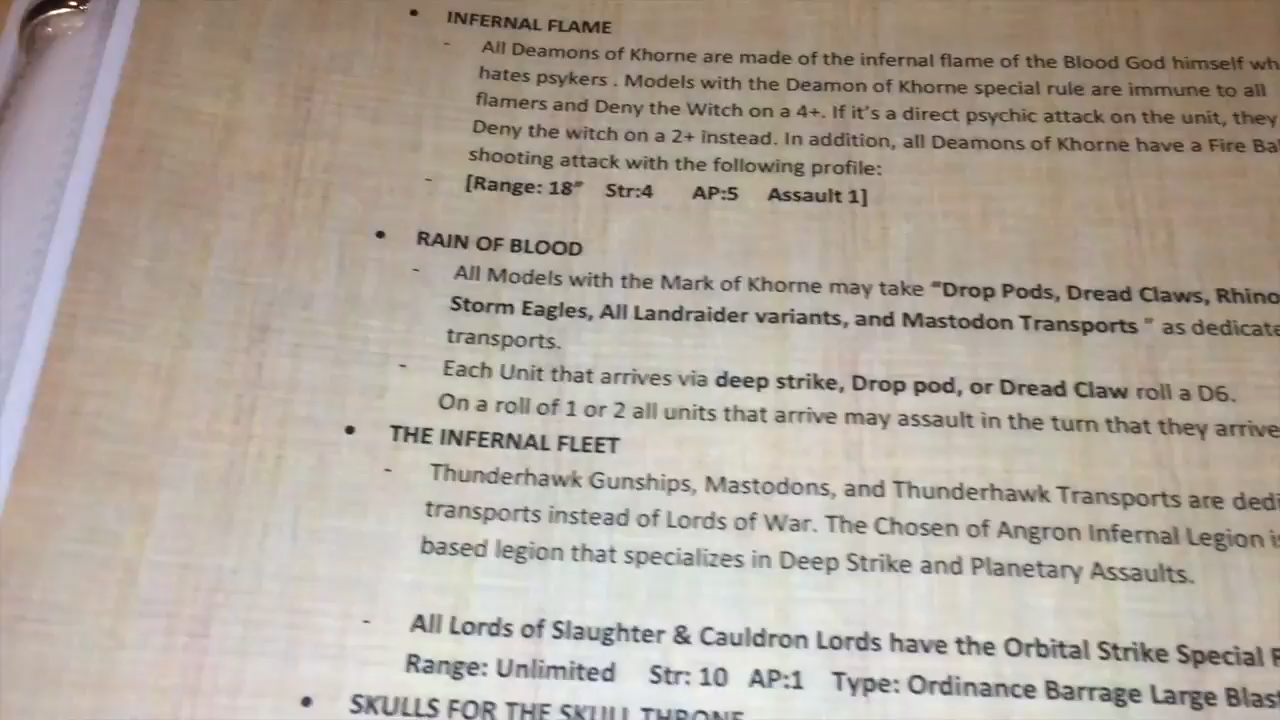 • INFERNAL FLAME
- All Deamons of Khorne are made of the infernal flame of the Blood God himself
hates psykers . Models with the Deamon of Khorne special rule are immune to all
flamers and Deny the Witch on a 4+. If it's a direct psychic attack on the unit, they
Deny the witch on a 2+ instead. In addition, all Deamons of Khorne have a Fire
shooting attack with the following profile:
- [Range: 18" Str:4 AP:5 Assault 1]
• RAIN OF BLOOD
- All Models with the Mark of Khorne may take "Drop Pods, Dread Claws, Rhino
Storm Eagles, All Landraider variants, and Mastodon Transports " as dedicate
transports.
- Each Unit that arrives via deep strike, Drop pod, or Dread Claw roll a D6.
On a roll of 1 or 2 all units that arrive may assault in the turn that they arrive
• THE INFERNAL FLEET
- Thunderhawk Gunships, Mastodons, and Thunderhawk Transports are dedi
transports instead of Lords of War. The Chosen of Angron Infernal Legion is
based legion that specializes in Deep Strike and Planetary Assaults.
- All Lords of Slaughter & Cauldron Lords have the Orbital Strike Special
Range: Unlimited Str: 10 AP:1 Type: Ordinance Barrage Large Blast
• SKULLS FOR THE SKULL THRONE